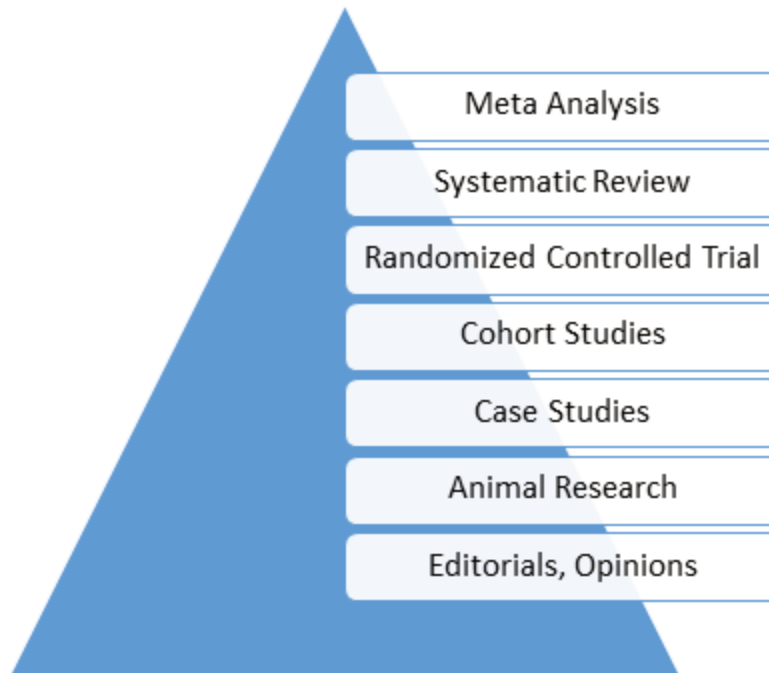 Meta Analysis
Systematic Review
Randomized Controlled Trial
Cohort Studies
Case Studies
Animal Research
Editorials, Opinions